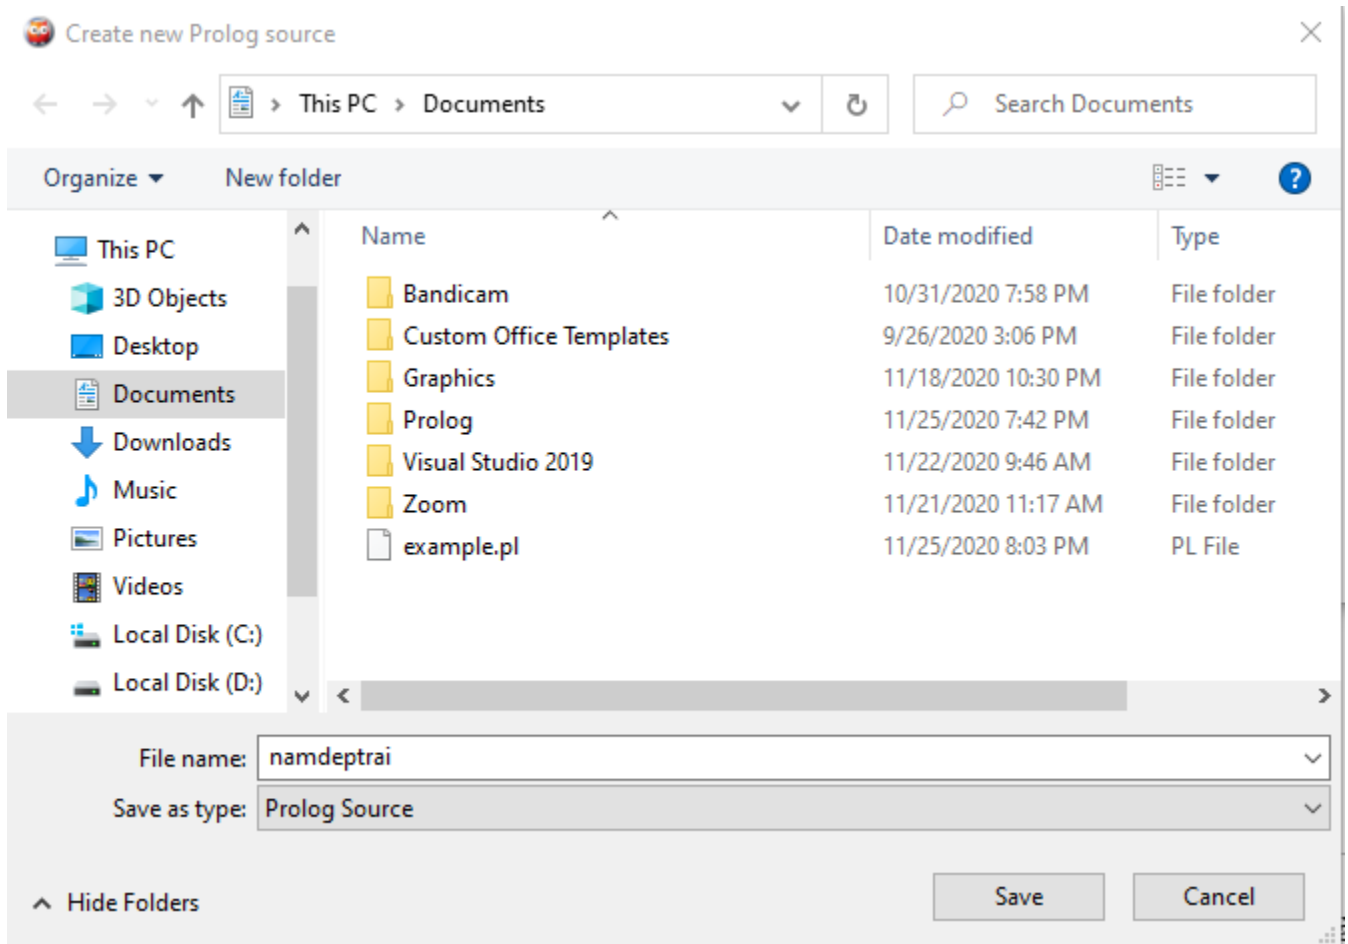 Create new Prolog source
This PC > Documents
Search Documents
Organize
New folder
?
This PC
3D Objects
Desktop
Documents
Downloads
Music
Pictures
Videos
Local Disk (C:)
Local Disk (D:)
Name Date modified Type
Bandicam 10/31/2020 7:58 PM File folder
Custom Office Templates 9/26/2020 3:06 PM File folder
Graphics 11/18/2020 10:30 PM File folder
Prolog 11/25/2020 7:42 PM File folder
Visual Studio 2019 11/22/2020 9:46 AM File folder
Zoom 11/21/2020 11:17 AM File folder
example.pl 11/25/2020 8:03 PM PL File
File name: namdeptrai
Save as type: Prolog Source
Hide Folders
Save
Cancel